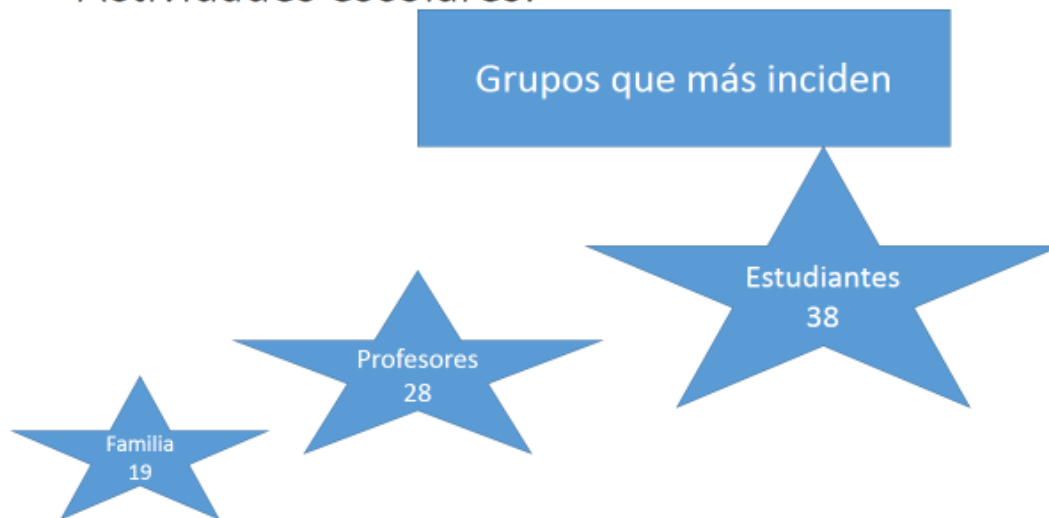 Grupos que más inciden
Estudiantes
38
Profesores
28
Familia
19